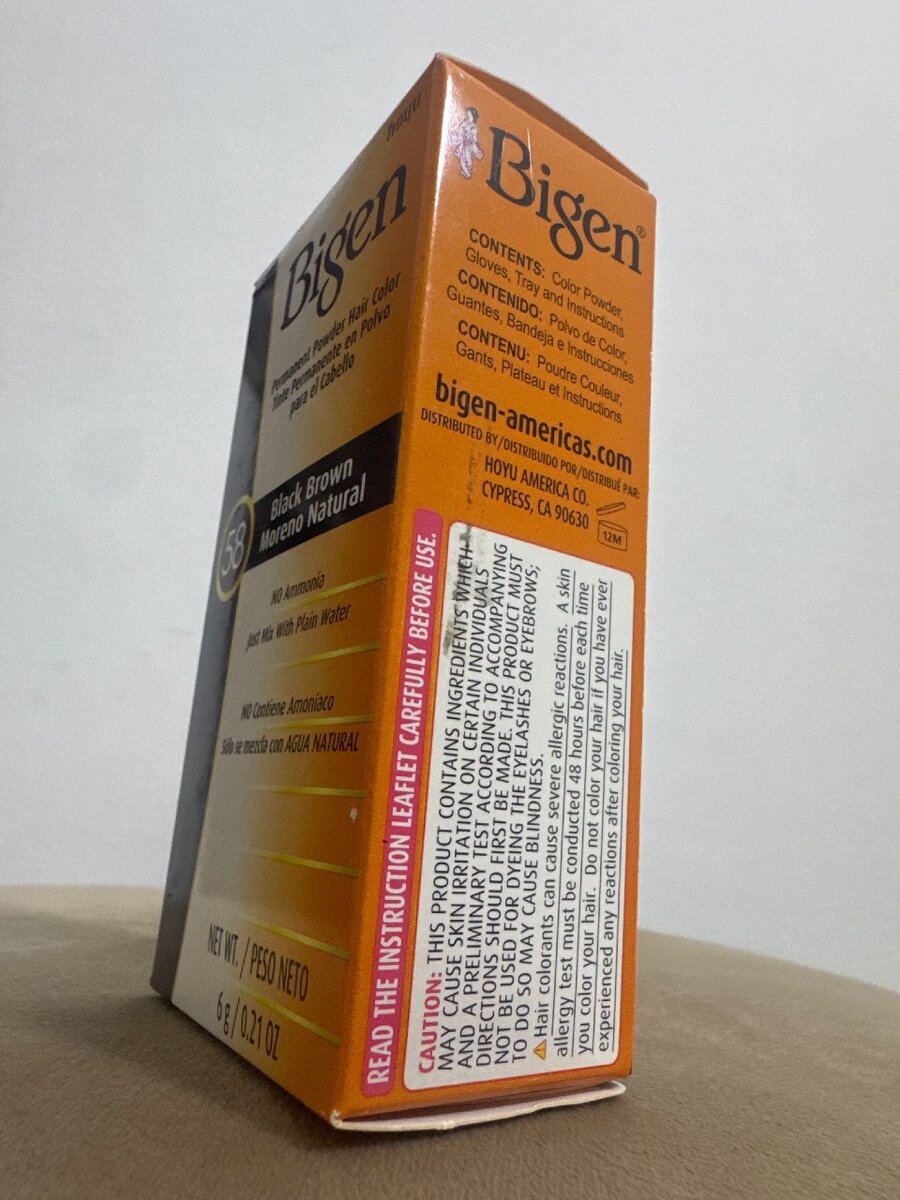 hoyu
Bigen
Permanent Powder Hair Color
Tinte Permanente en Polvo
para el Cabello
58
Black Brown
Moreno Natural
NO Ammonia
Just Mix With Plain Water
NO Contiene Amoníaco
Sólo se mezcla con AGUA NATURAL
NET WT. / PESO NETO
6 g / 0.21 OZ
Bigen®
CONTENTS: Color Powder,
Gloves, Tray and Instructions
CONTENIDO: Polvo de Color,
Guantes, Bandeja e Instrucciones
CONTENU: Poudre Couleur,
Gants, Plateau et Instructions
bigen-americas.com
DISTRIBUTED BY/DISTRIBUIDO POR/DISTRIBUÉ PAR:
HOYU AMERICA CO.
CYPRESS, CA 90630
12M
READ THE INSTRUCTION LEAFLET CAREFULLY BEFORE USE.
CAUTION: THIS PRODUCT CONTAINS INGREDIENTS WHICH
MAY CAUSE SKIN IRRITATION ON CERTAIN INDIVIDUALS
AND A PRELIMINARY TEST ACCORDING TO ACCOMPANYING
DIRECTIONS SHOULD FIRST BE MADE. THIS PRODUCT MUST
NOT BE USED FOR DYEING THE EYELASHES OR EYEBROWS;
TO DO SO MAY CAUSE BLINDNESS.
⚠ Hair colorants can cause severe allergic reactions. A skin
allergy test must be conducted 48 hours before each time
you color your hair. Do not color your hair if you have ever
experienced any reactions after coloring your hair.